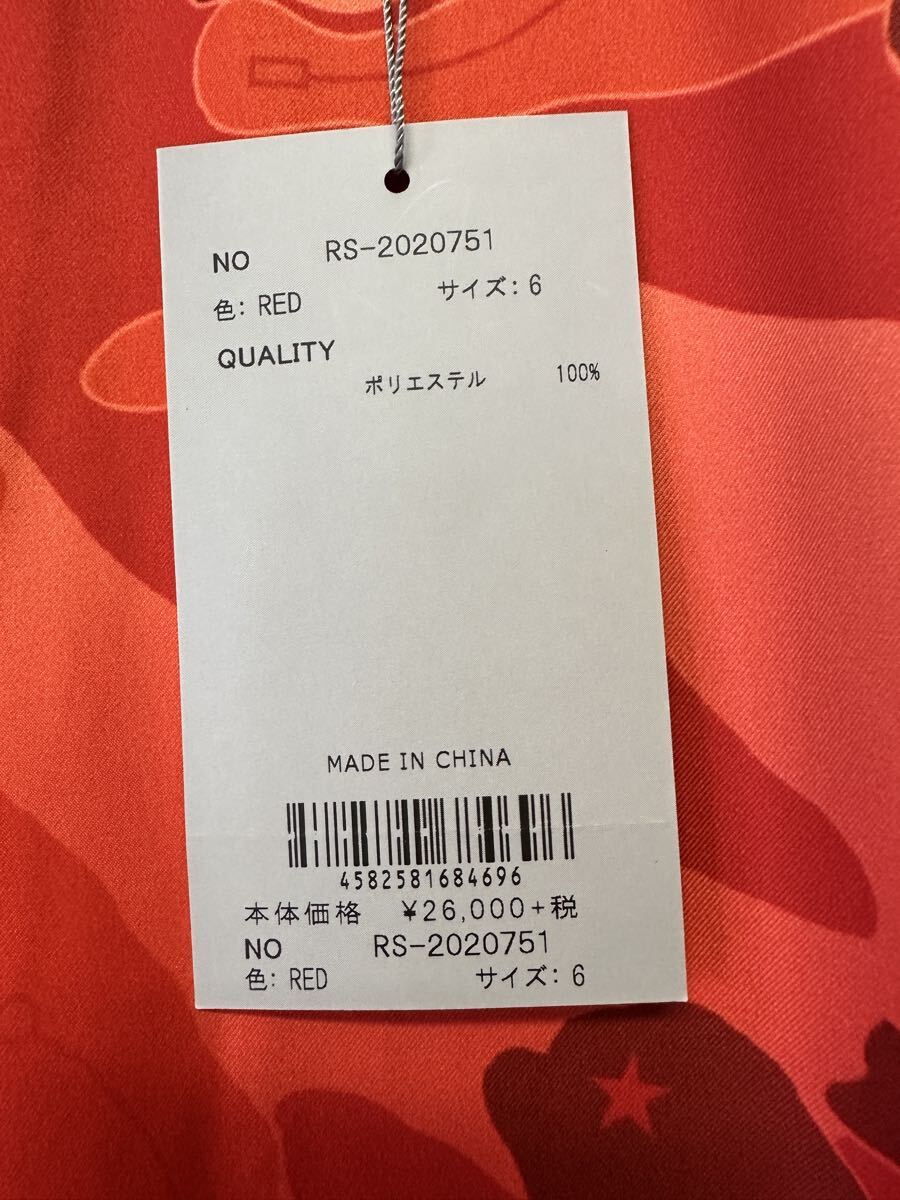 NO RS-2020751
色: RED サイズ: 6
QUALITY
ポリエステル 100%
MADE IN CHINA
4582581684696
本体価格 ¥26,000+税
NO RS-2020751
色: RED サイズ: 6